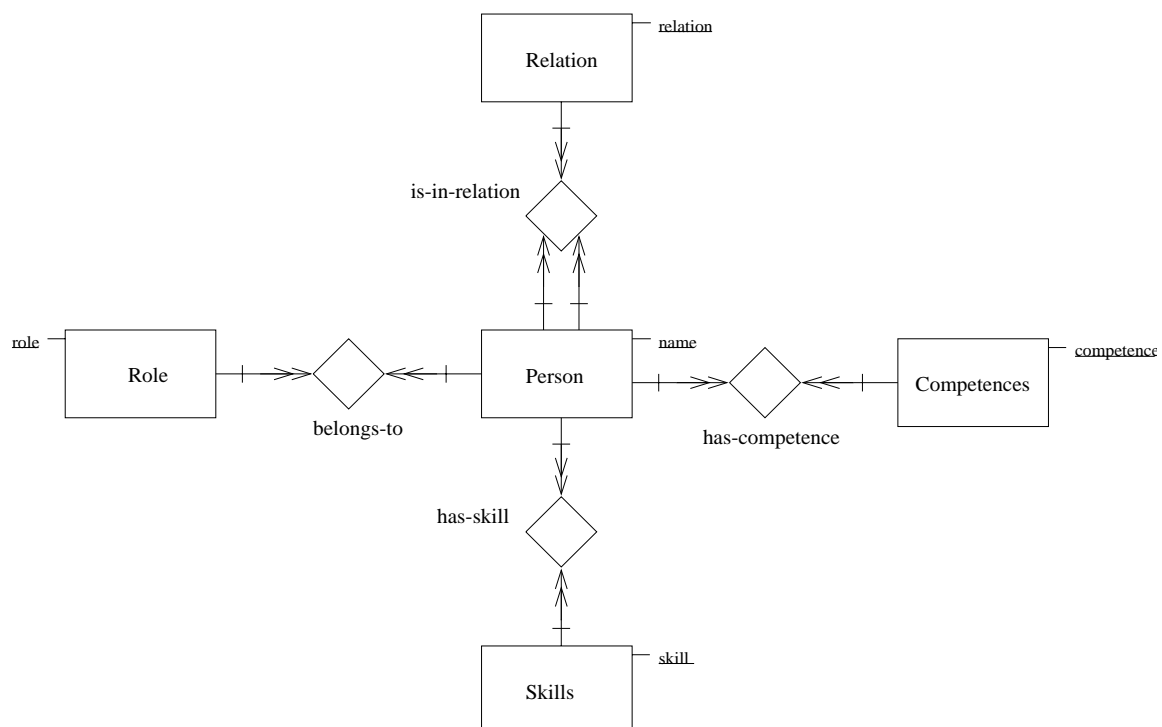 relation
Relation
is-in-relation
role
Role
belongs-to
name
Person
competence
Competences
has-competence
has-skill
skill
Skills